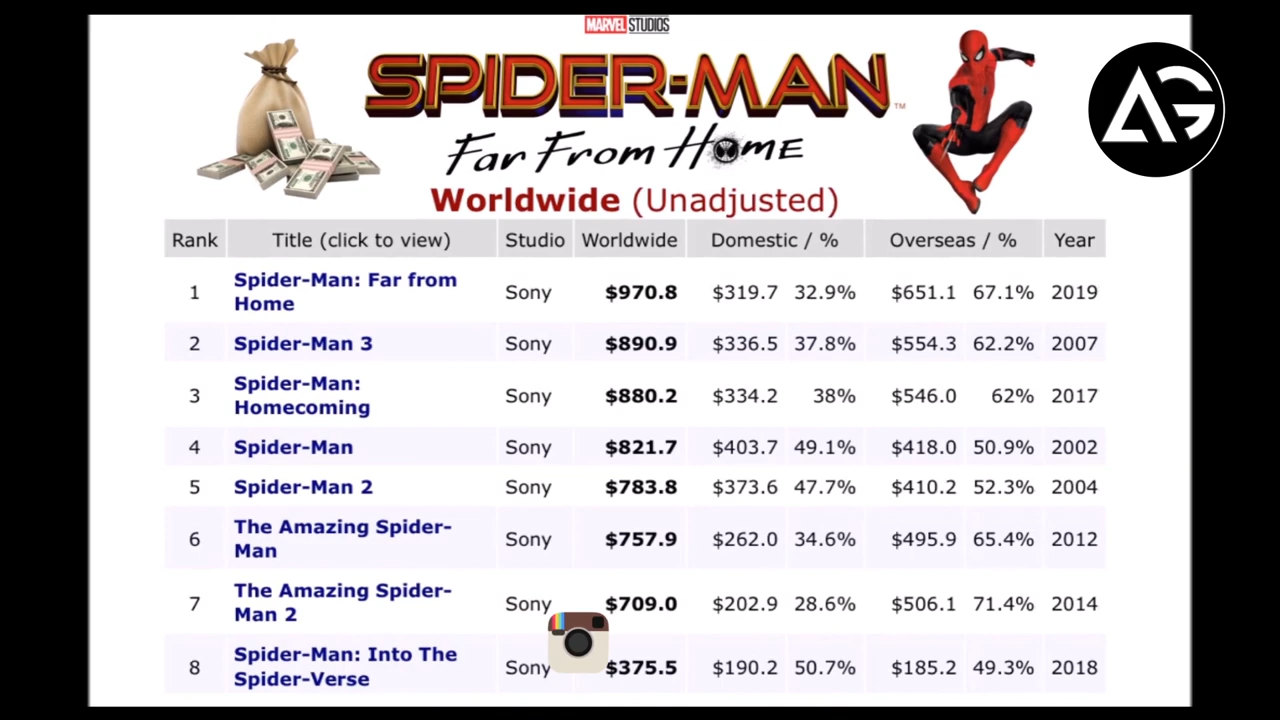 MARVEL STUDIOS
SPIDER-MAN™
Far From Home
Worldwide (Unadjusted)
Rank Title (click to view) Studio Worldwide Domestic / % Overseas / % Year
1 Spider-Man: Far from Home Sony $970.8 $319.7 32.9% $651.1 67.1% 2019
2 Spider-Man 3 Sony $890.9 $336.5 37.8% $554.3 62.2% 2007
3 Spider-Man: Homecoming Sony $880.2 $334.2 38% $546.0 62% 2017
4 Spider-Man Sony $821.7 $403.7 49.1% $418.0 50.9% 2002
5 Spider-Man 2 Sony $783.8 $373.6 47.7% $410.2 52.3% 2004
6 The Amazing Spider-Man Sony $757.9 $262.0 34.6% $495.9 65.4% 2012
7 The Amazing Spider-Man 2 Sony $709.0 $202.9 28.6% $506.1 71.4% 2014
8 Spider-Man: Into The Spider-Verse Sony $375.5 $190.2 50.7% $185.2 49.3% 2018
AG